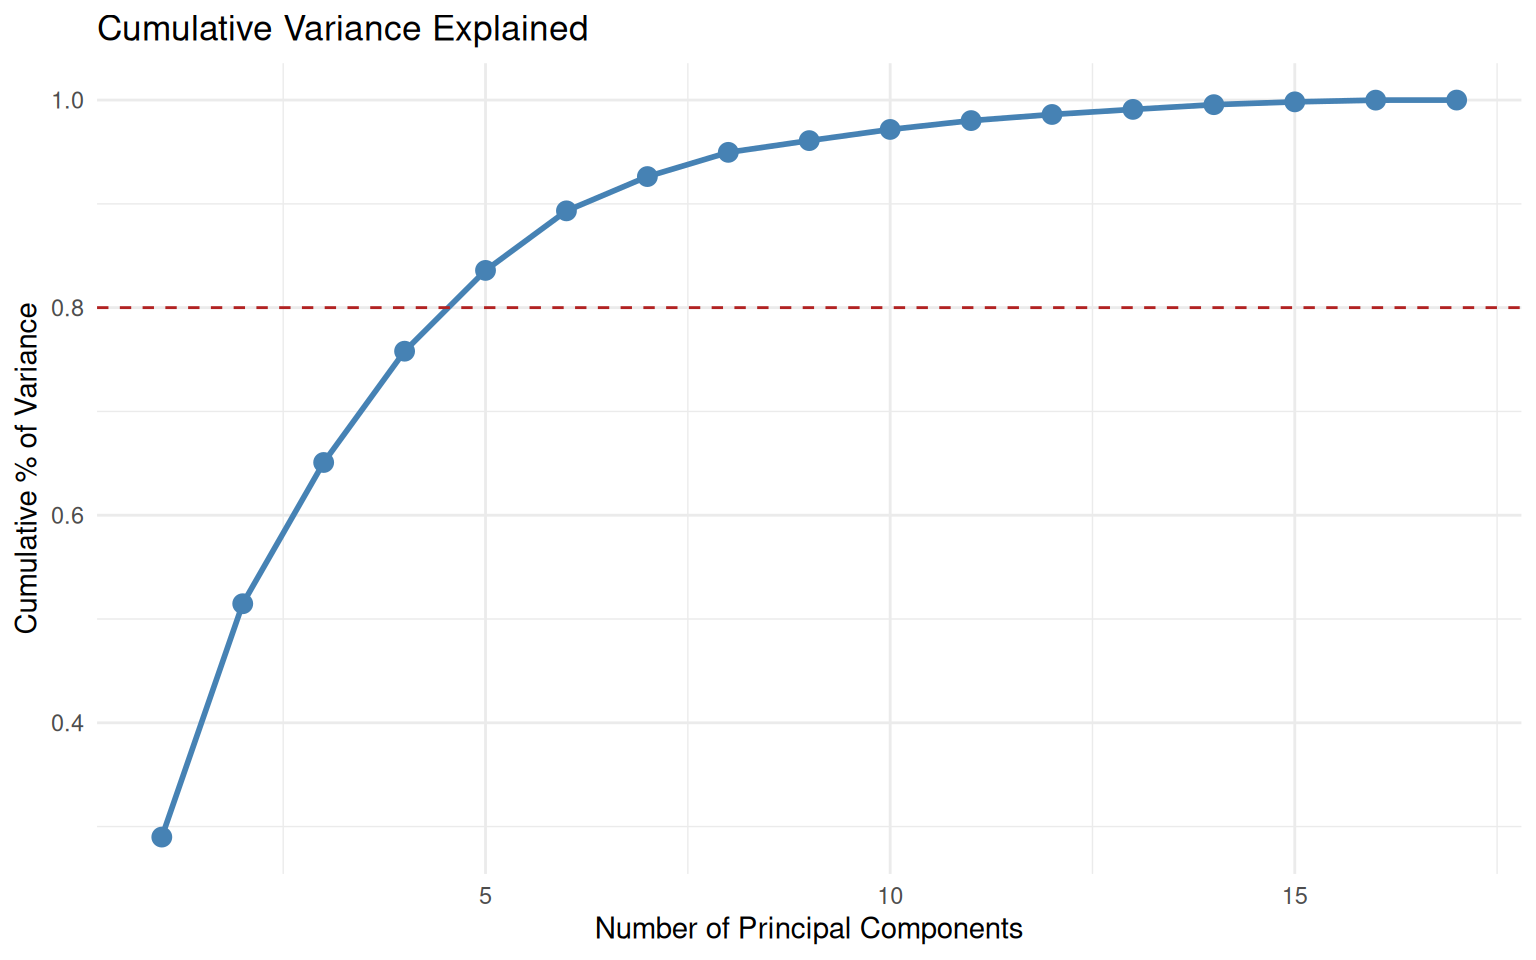 Cumulative Variance Explained
Cumulative % of Variance
1.0
0.8
0.6
0.4
5
10
15
Number of Principal Components